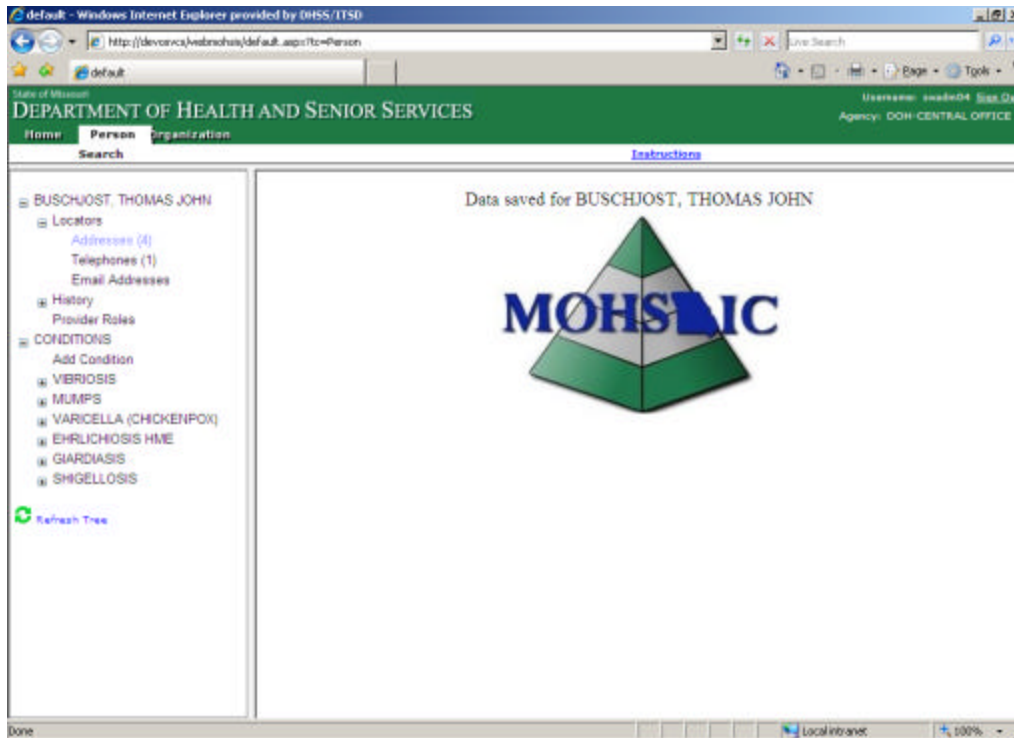 default - Windows Internet Explorer provided by DHSS/ITSD
http://devosvcs/webmohsis/default.aspx?tc=Person
Live Search
default
Page
Tools
State of Missouri
DEPARTMENT OF HEALTH AND SENIOR SERVICES
Username: swadm04 Sign Ou
Agency: DOH-CENTRAL OFFICE
Home Person Organization
Search
Instructions
BUSCHJOST, THOMAS JOHN
Locators
Addresses (4)
Telephones (1)
Email Addresses
History
Provider Roles
CONDITIONS
Add Condition
VIBRIOSIS
MUMPS
VARICELLA (CHICKENPOX)
EHRLICHIOSIS HME
GIARDIASIS
SHIGELLOSIS
Refresh Tree
Data saved for BUSCHJOST, THOMAS JOHN
MOHSAIC
Done
Local intranet
100%